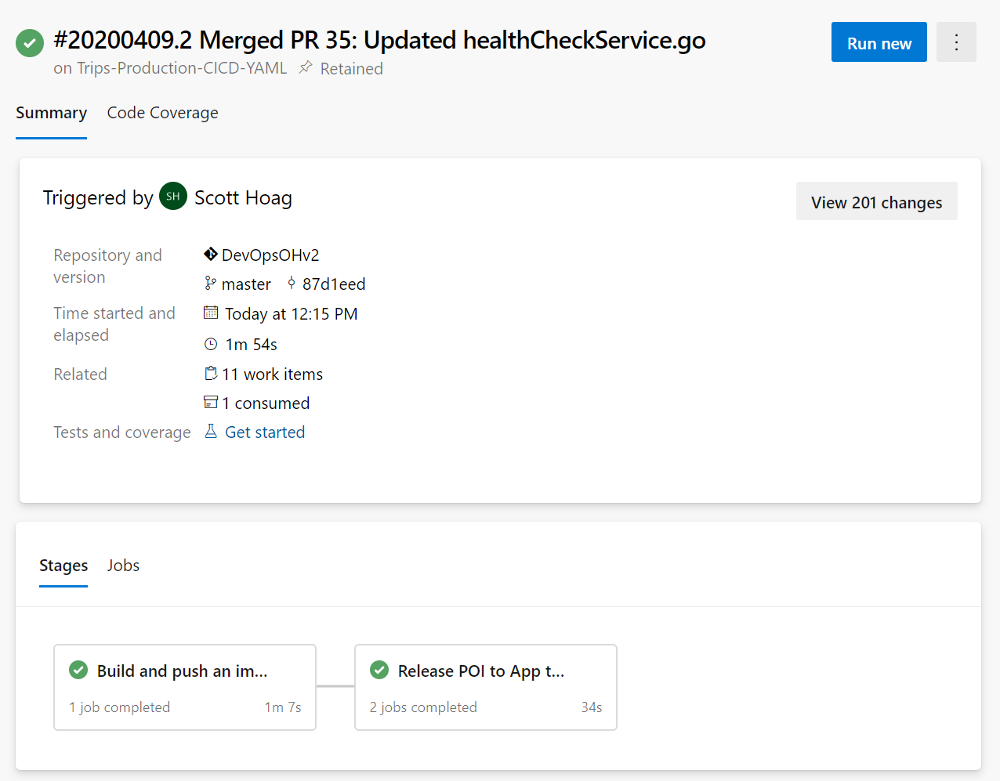 #20200409.2 Merged PR 35: Updated healthCheckService.go
on Trips-Production-CICD-YAML Retained
Run new
Summary Code Coverage
Triggered by SH Scott Hoag
View 201 changes
Repository and version
DevOpsOHv2
master 87d1eed
Time started and elapsed
Today at 12:15 PM
1m 54s
Related
11 work items
1 consumed
Tests and coverage
Get started
Stages Jobs
Build and push an im...
1 job completed 1m 7s
Release POI to App t...
2 jobs completed 34s